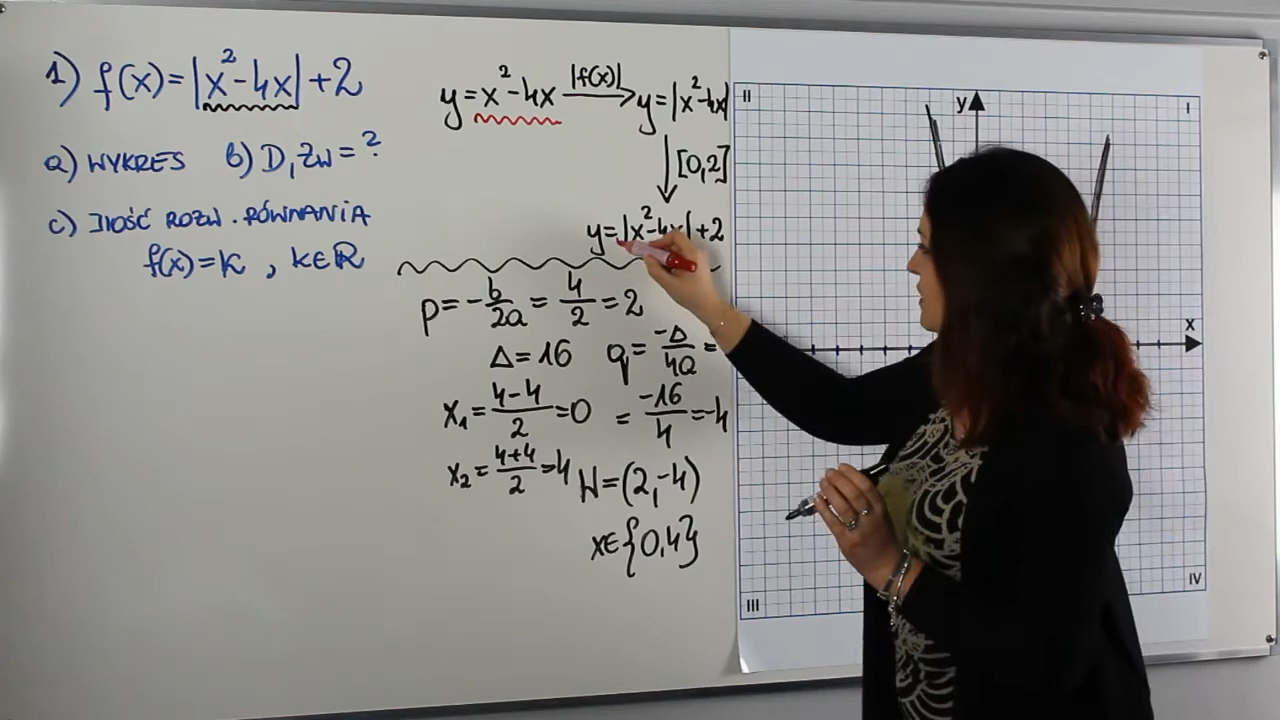 1) f(x)=|x²-4x|+2
a) WYKRES b) D, Zw = ?
c) ILOŚĆ ROZW. RÓWNANIA
f(x)=k, k∈R
y=x²-4x |f(x)| → y=|x²-4x|
↓ [0,2]
y=|x²-4x|+2
p=-b/2a=4/2=2
Δ=16 q=-Δ/4a=
x₁=(4-4)/2=0 =-16/4=-4
x₂=(4+4)/2=4 W=(2,-4)
x∈{0,4}
II y I
x
III IV